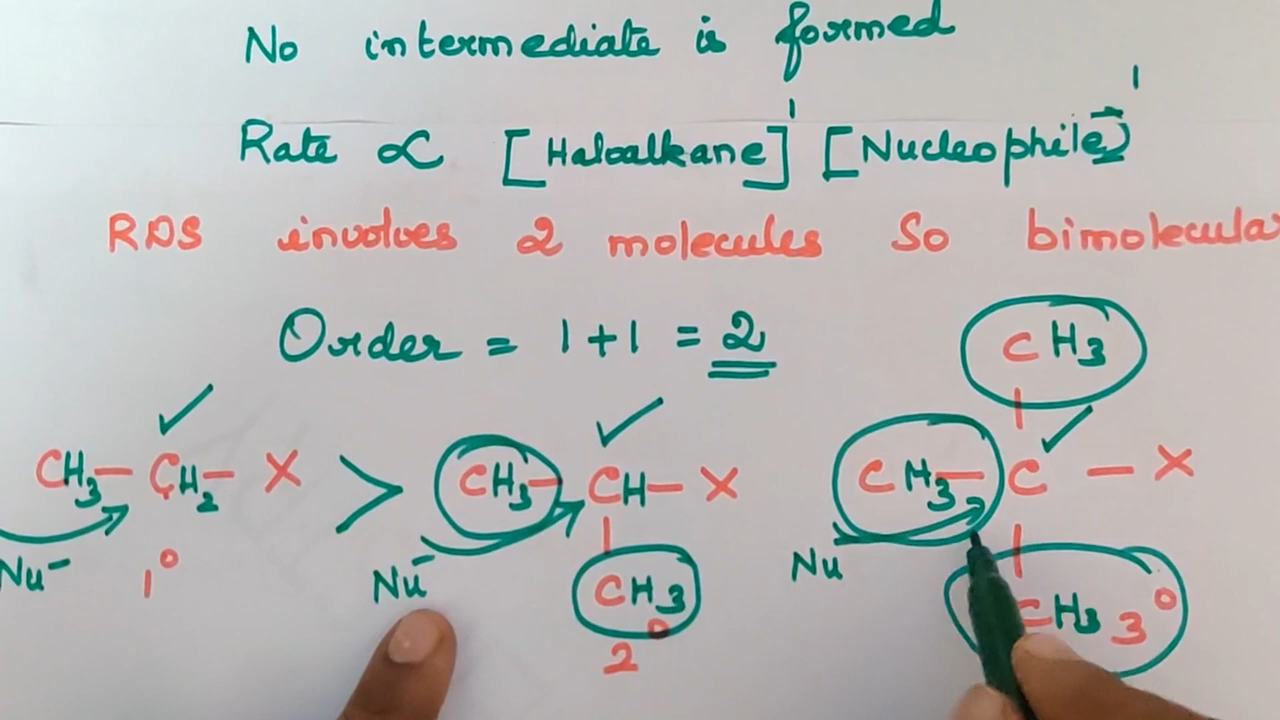 No intermediate is formed
Rate ∝ [Haloalkane]¹ [Nucleophile]¹
RDS involves 2 molecules So bimolecula
Order = 1+1 = 2
CH₃
|
CH₃ — CH₂ — X > CH₃ — CH — X CH₃ — C — X
| |
Nu⁻ 1° Nu⁻ CH₃ 2° Nu CH₃ 3°